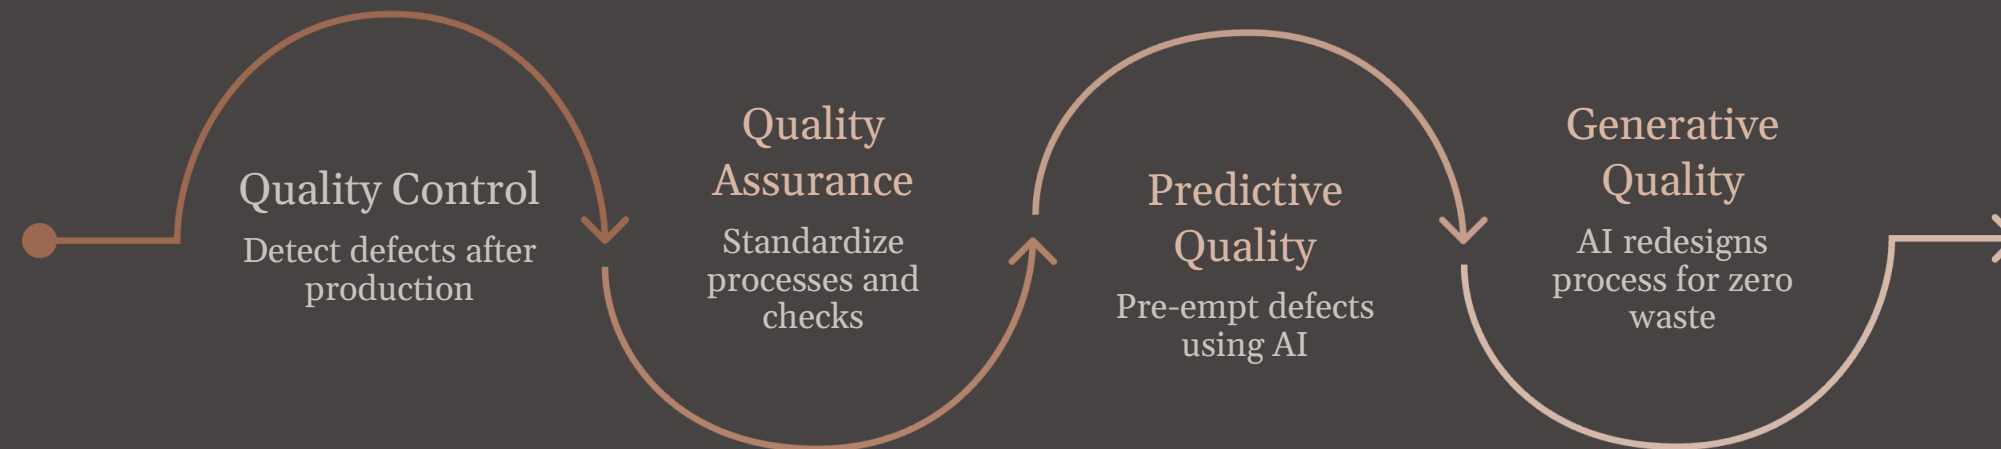 Quality Control
Detect defects after
production
Quality
Assurance
Standardize
processes and
checks
Predictive
Quality
Pre-empt defects
using AI
Generative
Quality
AI redesigns
process for zero
waste